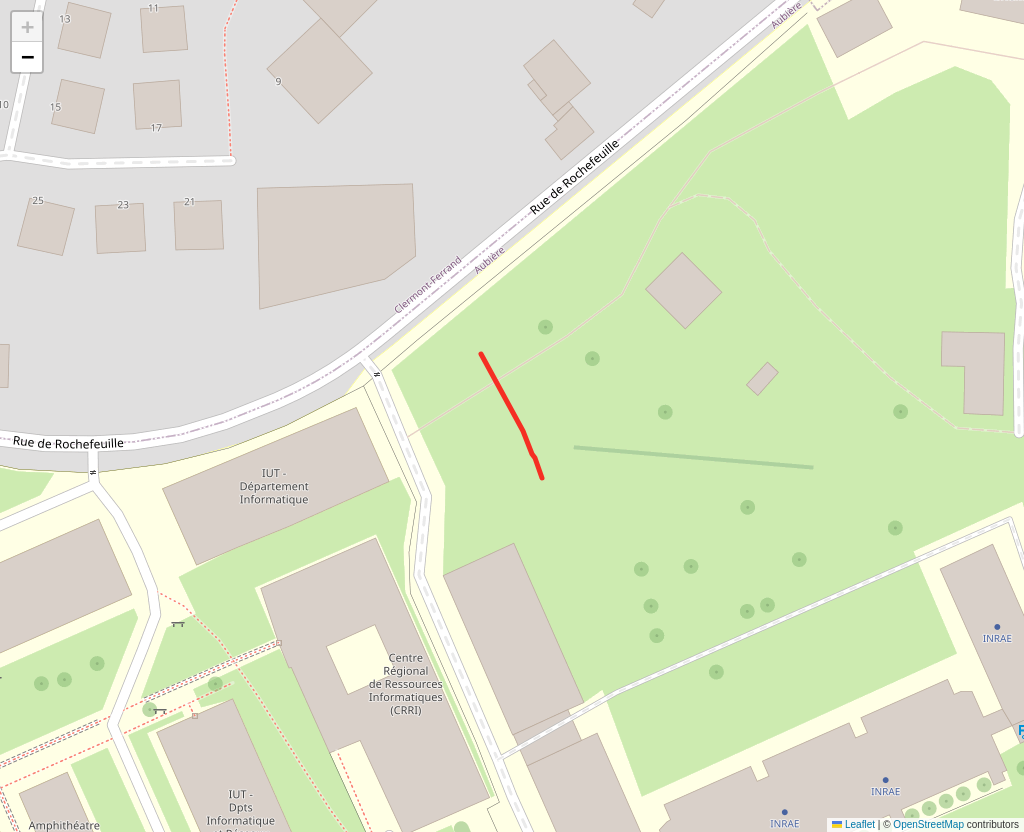 +
−
13
11
9
10
15
17
25
23
21
Aubière
Rue de Rochefeuille
Clermont-Ferrand
Aubière
Rue de Rochefeuille
IUT -
Département
Informatique
Centre
Régional
de Ressources
Informatiques
(CRRI)
INRAE
IUT -
Dpts
Informatique
INRAE
INRAE
Amphithéatre
Leaflet | © OpenStreetMap contributors